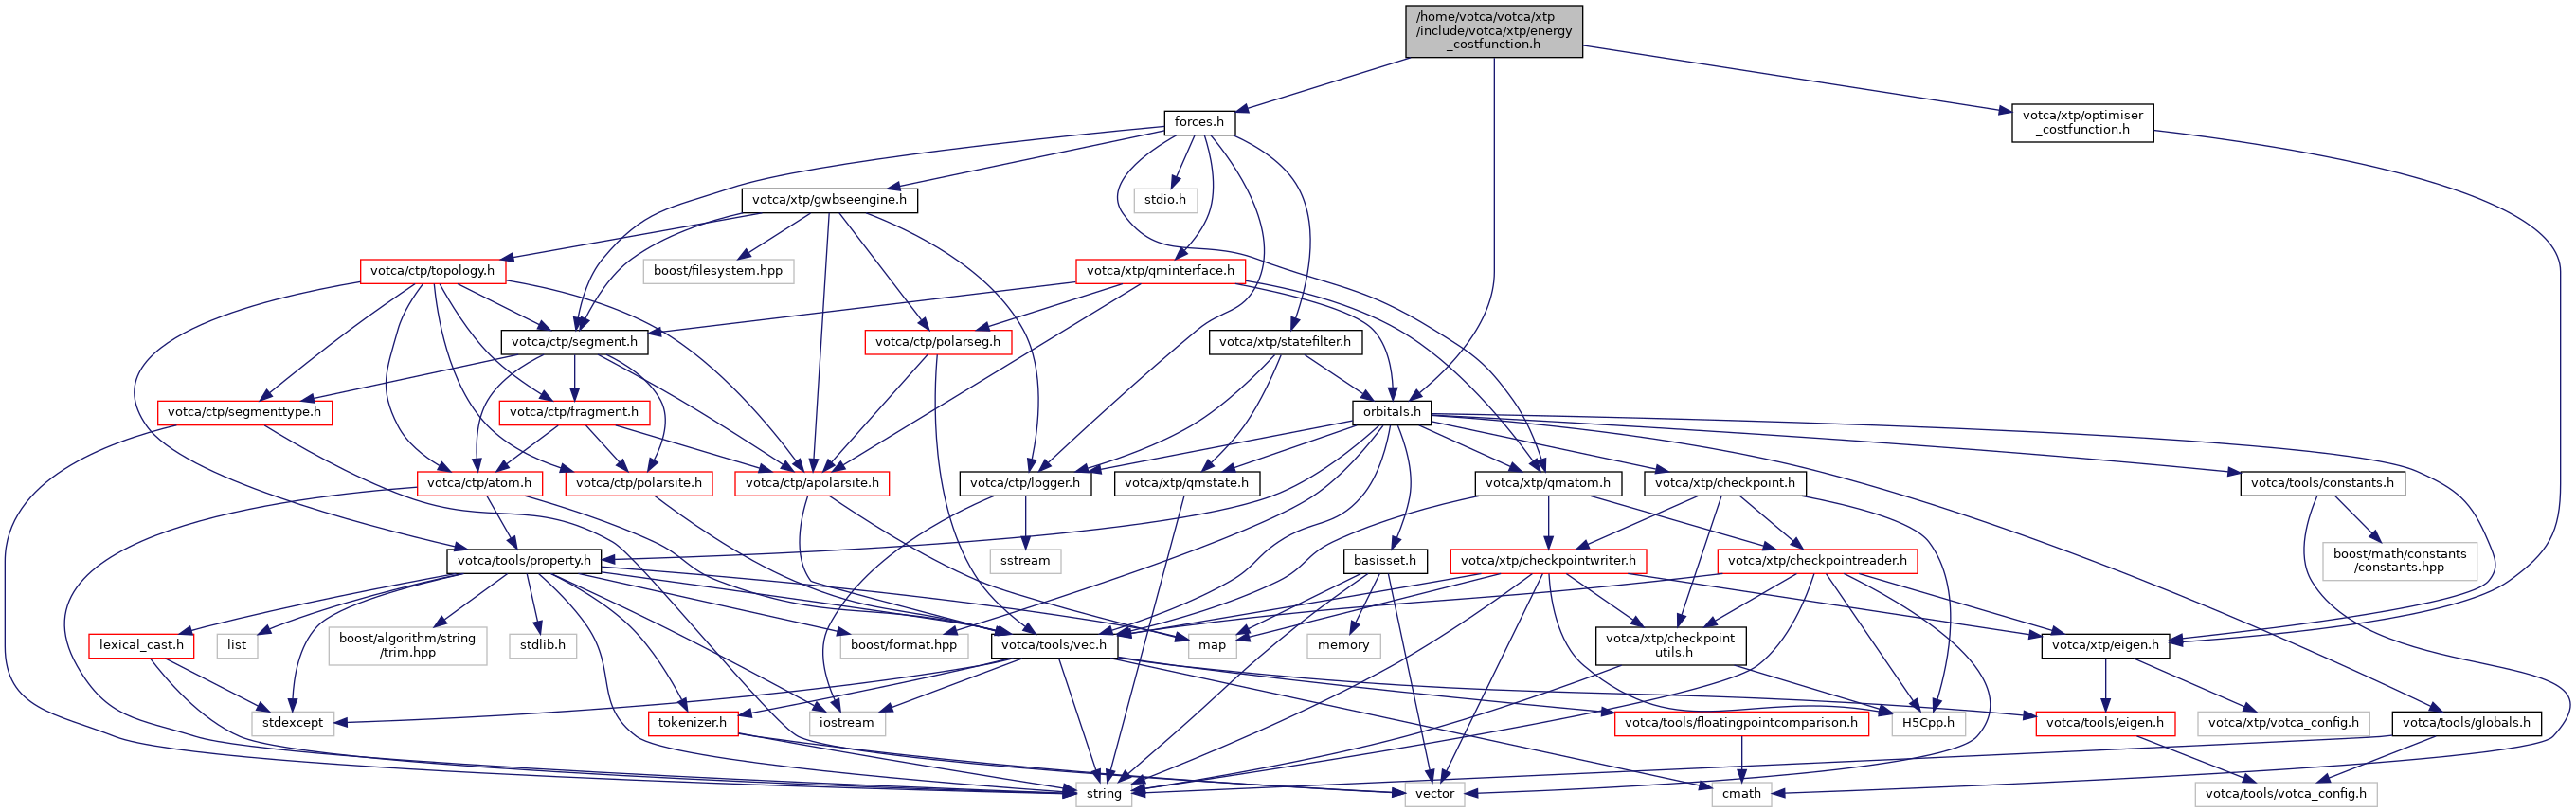 /home/votca/votca/xtp
/include/votca/xtp/energy
_costfunction.h
forces.h
votca/xtp/optimiser
_costfunction.h
votca/xtp/gwbseengine.h
stdio.h
votca/ctp/topology.h
boost/filesystem.hpp
votca/xtp/qminterface.h
votca/ctp/segment.h
votca/ctp/polarseg.h
votca/xtp/statefilter.h
votca/ctp/segmenttype.h
votca/ctp/fragment.h
orbitals.h
votca/ctp/atom.h
votca/ctp/polarsite.h
votca/ctp/apolarsite.h
votca/ctp/logger.h
votca/xtp/qmstate.h
votca/xtp/qmatom.h
votca/xtp/checkpoint.h
votca/tools/constants.h
votca/tools/property.h
sstream
basisset.h
votca/xtp/checkpointwriter.h
votca/xtp/checkpointreader.h
boost/math/constants
/constants.hpp
lexical_cast.h
list
boost/algorithm/string
/trim.hpp
stdlib.h
boost/format.hpp
votca/tools/vec.h
map
memory
votca/xtp/checkpoint
_utils.h
votca/xtp/eigen.h
stdexcept
tokenizer.h
iostream
votca/tools/floatingpointcomparison.h
H5Cpp.h
votca/tools/eigen.h
votca/xtp/votca_config.h
votca/tools/globals.h
string
vector
cmath
votca/tools/votca_config.h